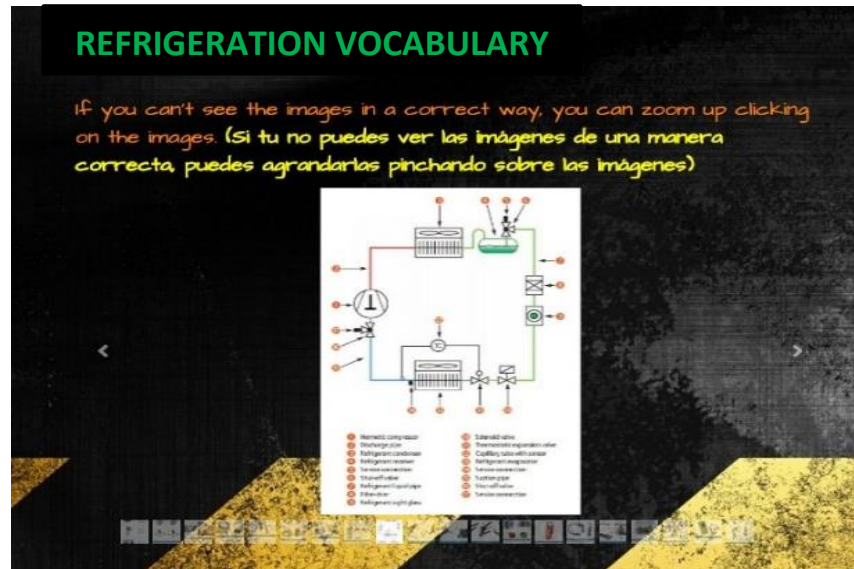 REFRIGERATION VOCABULARY
If you can't see the images in a correct way, you can zoom up clicking
on the images. (Si tu no puedes ver las imágenes de una manera
correcta, puedes agrandarlas pinchando sobre las imágenes)
Hermetic compressor
Discharge pipe
Refrigerant condenser
Refrigerant receiver
Service connection
Shut-off valve
Refrigerant liquid pipe
Filter drier
Refrigerant sight glass
Solenoid valve
Thermostatic expansion valve
Capillary tube with sensor
Refrigerant evaporator
Service connection
Suction pipe
Shut-off valve
Service connection